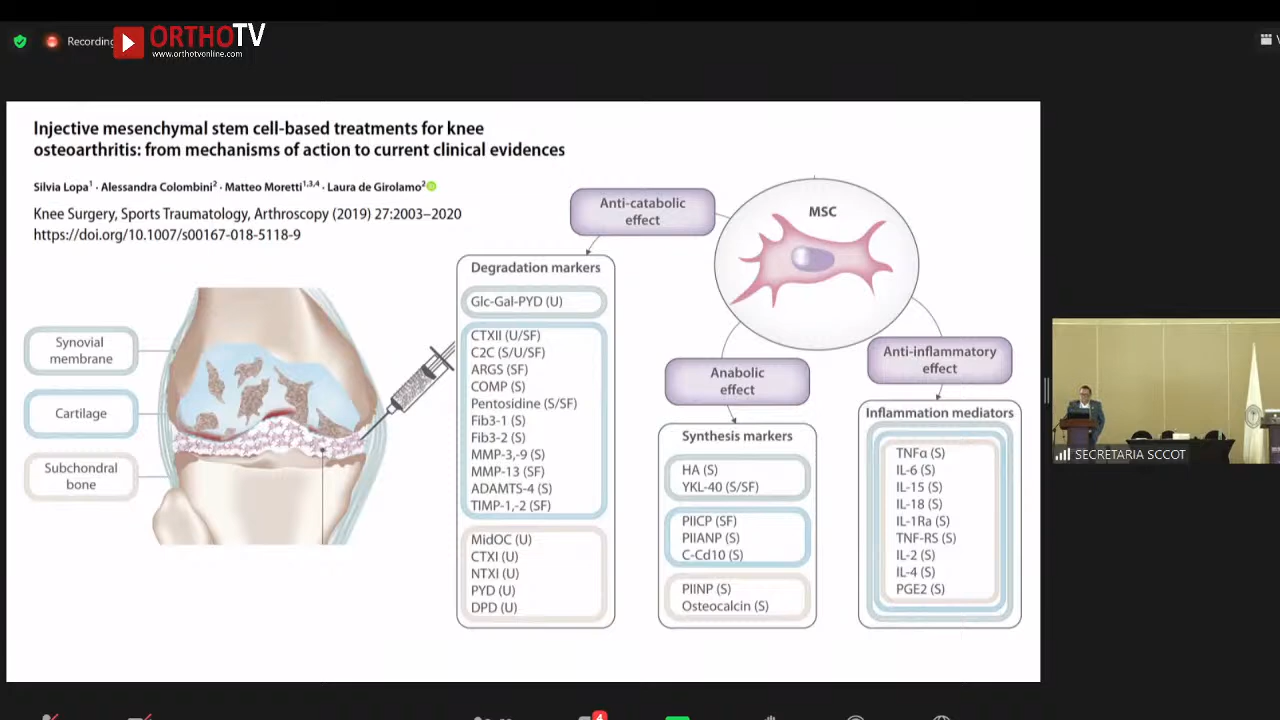 Recording
ORTHOTV
www.orthotvonline.com
Injective mesenchymal stem cell-based treatments for knee
osteoarthritis: from mechanisms of action to current clinical evidences
Silvia Lopa1 · Alessandra Colombini2 · Matteo Moretti1,3,4 · Laura de Girolamo2
Knee Surgery, Sports Traumatology, Arthroscopy (2019) 27:2003–2020
https://doi.org/10.1007/s00167-018-5118-9
Synovial
membrane
Cartilage
Subchondral
bone
Anti-catabolic
effect
MSC
Degradation markers
Glc-Gal-PYD (U)
CTXII (U/SF)
C2C (S/U/SF)
ARGS (SF)
COMP (S)
Pentosidine (S/SF)
Fib3-1 (S)
Fib3-2 (S)
MMP-3,-9 (S)
MMP-13 (SF)
ADAMTS-4 (S)
TIMP-1,-2 (SF)
MidOC (U)
CTXI (U)
NTXI (U)
PYD (U)
DPD (U)
Anabolic
effect
Synthesis markers
HA (S)
YKL-40 (S/SF)
PIICP (SF)
PIIANP (S)
C-Cd10 (S)
PIINP (S)
Osteocalcin (S)
Anti-inflammatory
effect
Inflammation mediators
TNFα (S)
IL-6 (S)
IL-15 (S)
IL-18 (S)
IL-1Ra (S)
TNF-RS (S)
IL-2 (S)
IL-4 (S)
PGE2 (S)
SECRETARIA SCCOT
4